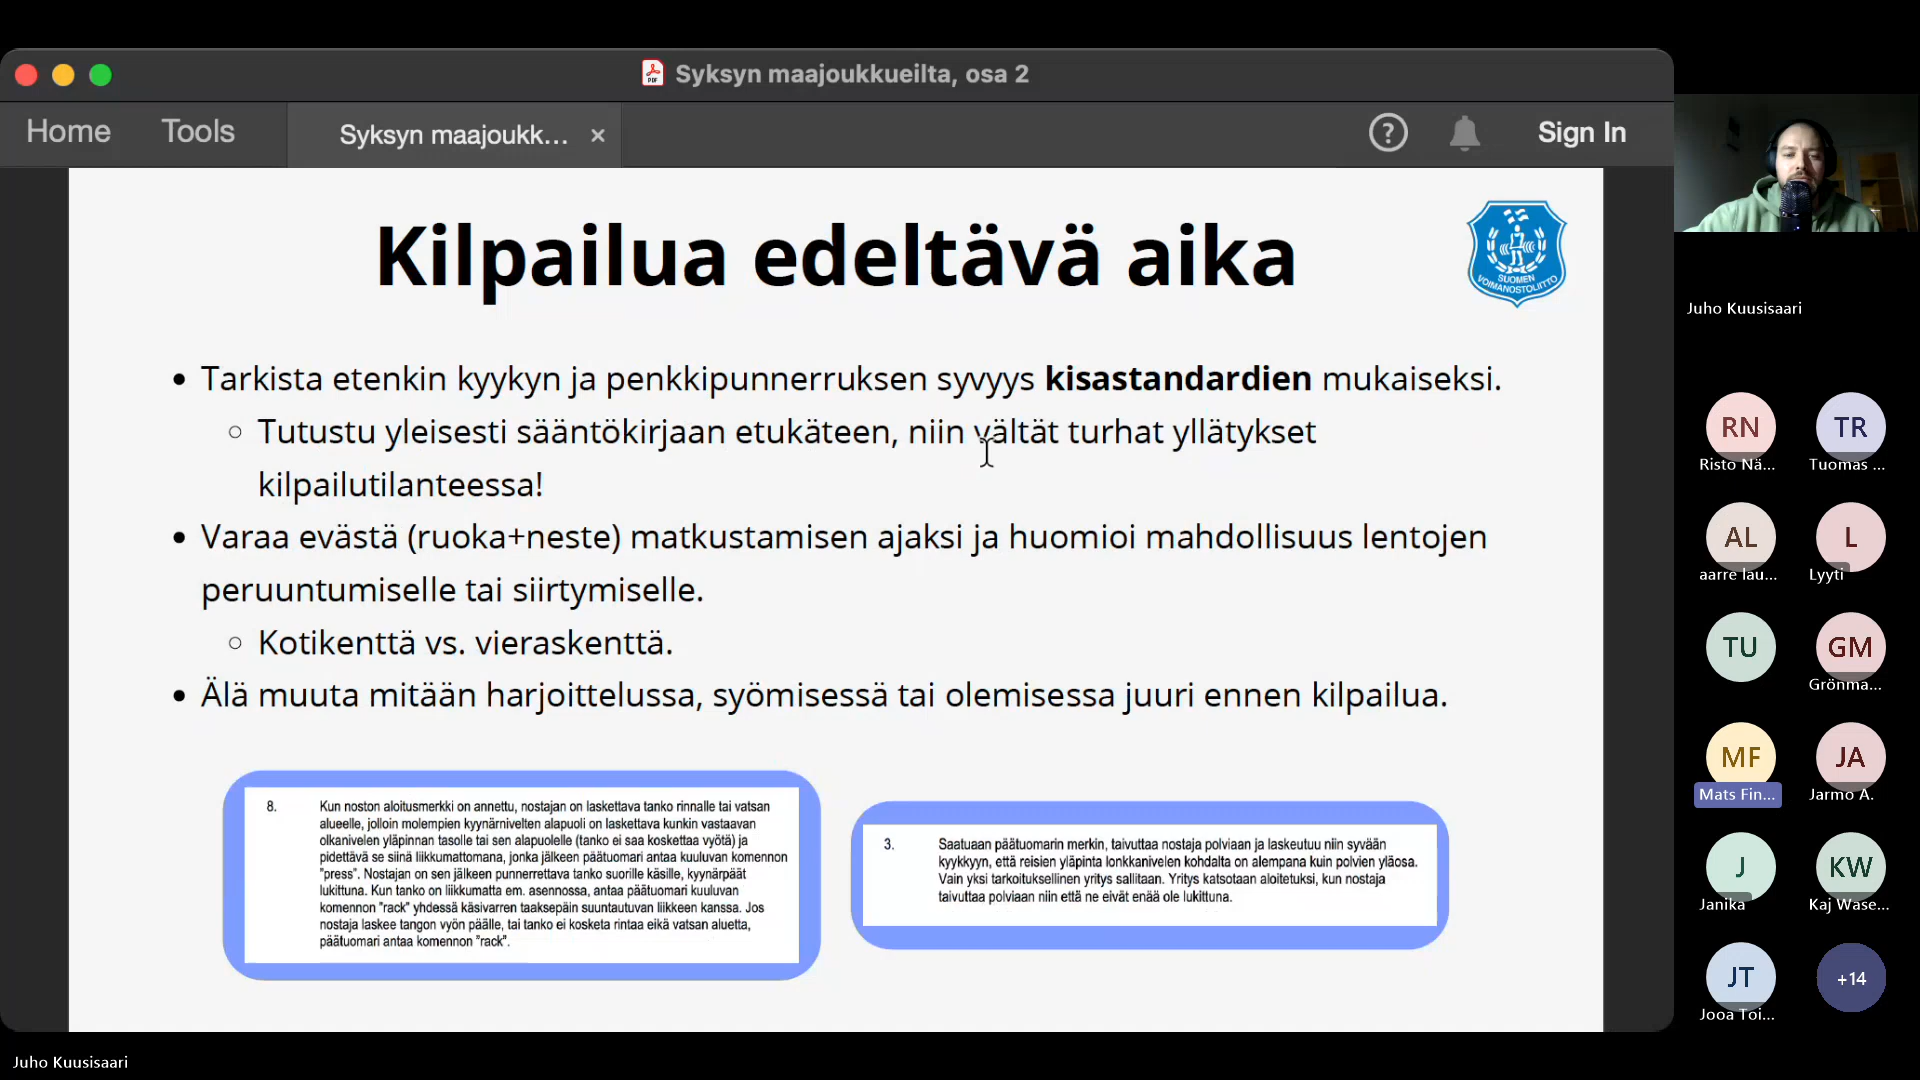 Syksyn maajoukkueilta, osa 2
Home
Tools
Syksyn maajoukk...
Sign In
Kilpailua edeltävä aika
SUOMEN
VOIMANOSTOLIITTO
• Tarkista etenkin kyykyn ja penkkipunnerruksen syvyys kisastandardien mukaiseksi.
○ Tutustu yleisesti sääntökirjaan etukäteen, niin vältät turhat yllätykset
kilpailutilanteessa!
• Varaa evästä (ruoka+neste) matkustamisen ajaksi ja huomioi mahdollisuus lentojen
peruuntumiselle tai siirtymiselle.
○ Kotikenttä vs. vieraskenttä.
• Älä muuta mitään harjoittelussa, syömisessä tai olemisessa juuri ennen kilpailua.
8. Kun noston aloitusmerkki on annettu, nostajan on laskettava tanko rinnalle tai vatsan
alueelle, jolloin molempien kyynärnivelten alapuoli on laskettava kunkin vastaavan
olkanivelen yläpinnan tasolle tai sen alapuolelle (tanko ei saa koskettaa vyötä) ja
pidettävä se siinä liikkumattomana, jonka jälkeen päätuomari antaa kuuluvan komennon
"press". Nostajan on sen jälkeen punnerrettava tanko suorille käsille, kyynärpäät
lukittuna. Kun tanko on liikkumatta em. asennossa, antaa päätuomari kuuluvan
komennon "rack" yhdessä käsivarren taaksepäin suuntautuvan liikkeen kanssa. Jos
nostaja laskee tangon vyön päälle, tai tanko ei kosketa rintaa eikä vatsan aluetta,
päätuomari antaa komennon "rack".
3. Saatuaan päätuomarin merkin, taivuttaa nostaja polviaan ja laskeutuu niin syvään
kyykkyyn, että reisien yläpinta lonkkanivelen kohdalta on alempana kuin polvien yläosa.
Vain yksi tarkoituksellinen yritys sallitaan. Yritys katsotaan aloitetuksi, kun nostaja
taivuttaa polviaan niin että ne eivät enää ole lukittuna.
Juho Kuusisaari
RN
TR
Risto Nä...
Tuomas ...
AL
L
aarre lau...
Lyyti
TU
GM
Grönma...
MF
JA
Mats Fin...
Jarmo A.
J
KW
Janika
Kaj Wase...
JT
+14
Jooa Toi...
Juho Kuusisaari